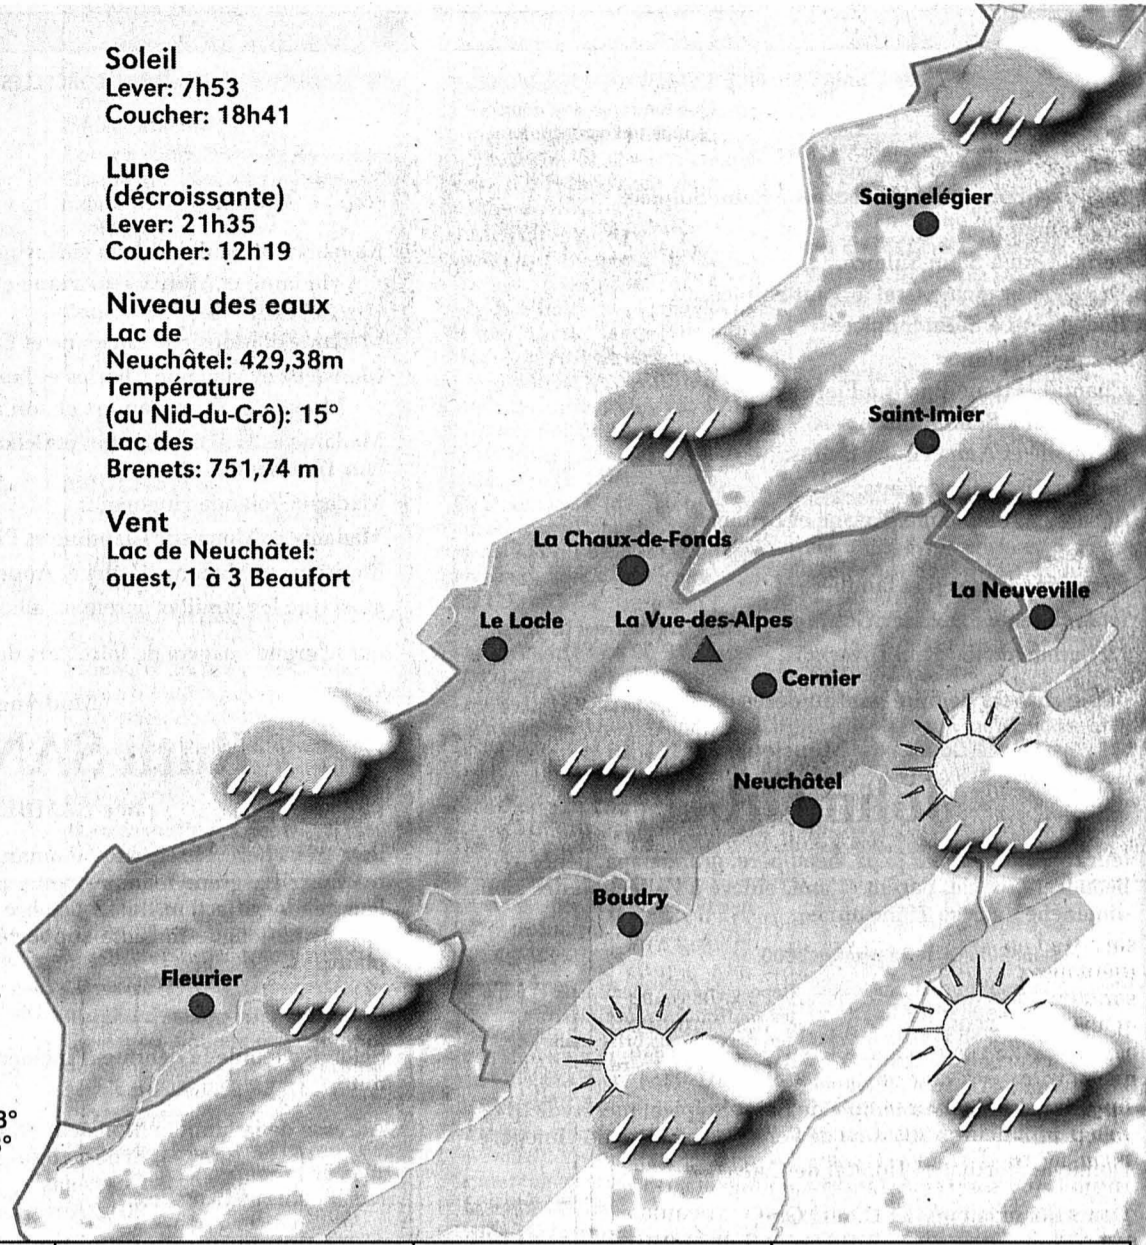 Soleil
Lever: 7h53
Coucher: 18h41
Lune
(décroissante)
Lever: 21h35
Coucher: 12h19
Niveau des eaux
Lac de
Neuchâtel: 429,38m
Température
(au Nid-du-Crô): 15°
Lac des
Brenets: 751,74 m
Vent
Lac de Neuchâtel:
ouest, 1 à 3 Beaufort
Saignelégier
Saint-Imier
La Chaux-de-Fonds
La Neuveville
Le Locle
La Vue-des-Alpes
Cernier
Neuchâtel
Boudry
Fleurier